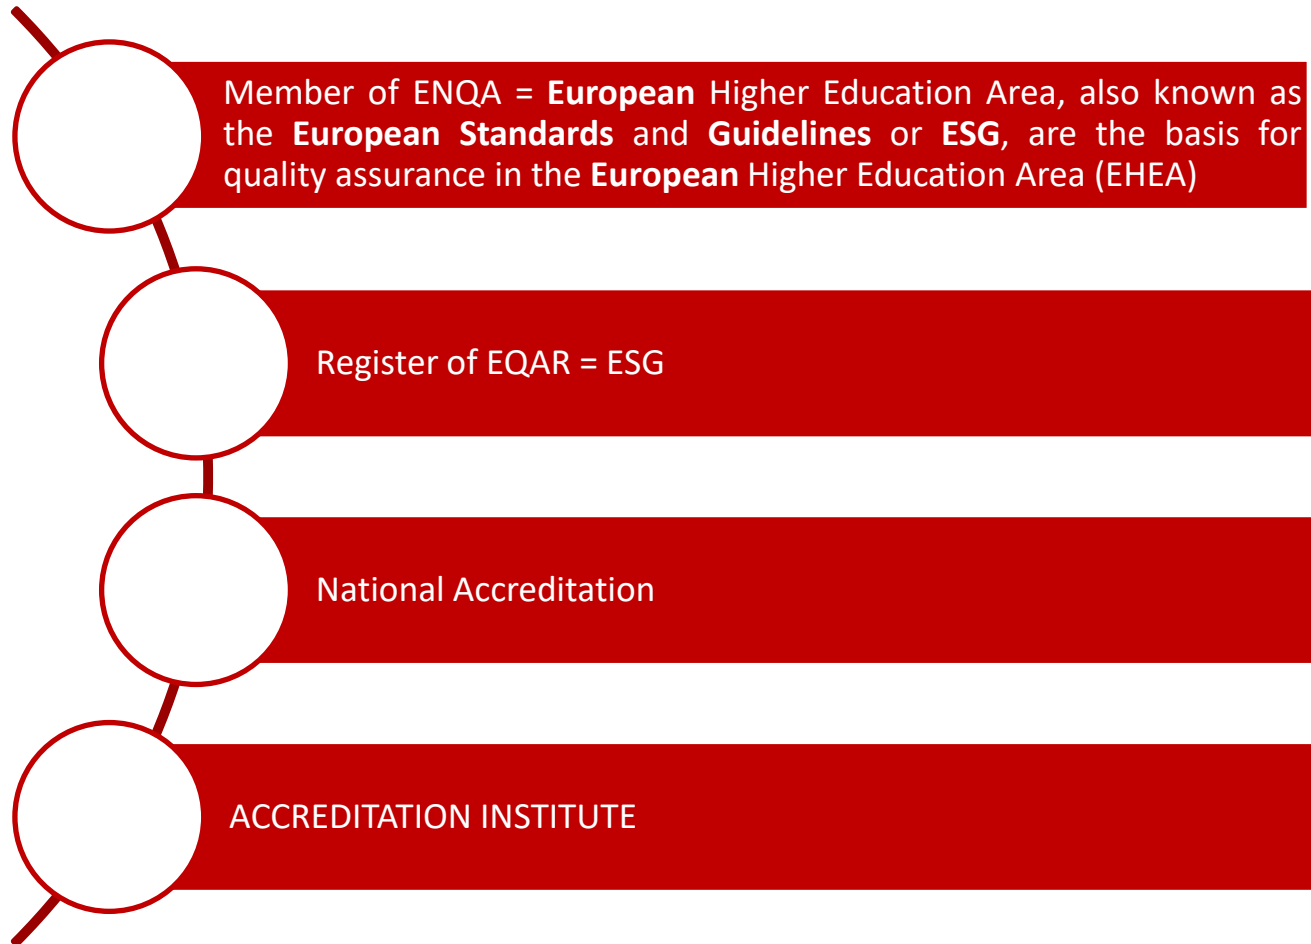 Member of ENQA = European Higher Education Area, also known as
the European Standards and Guidelines or ESG, are the basis for
quality assurance in the European Higher Education Area (EHEA)
Register of EQAR = ESG
National Accreditation
ACCREDITATION INSTITUTE